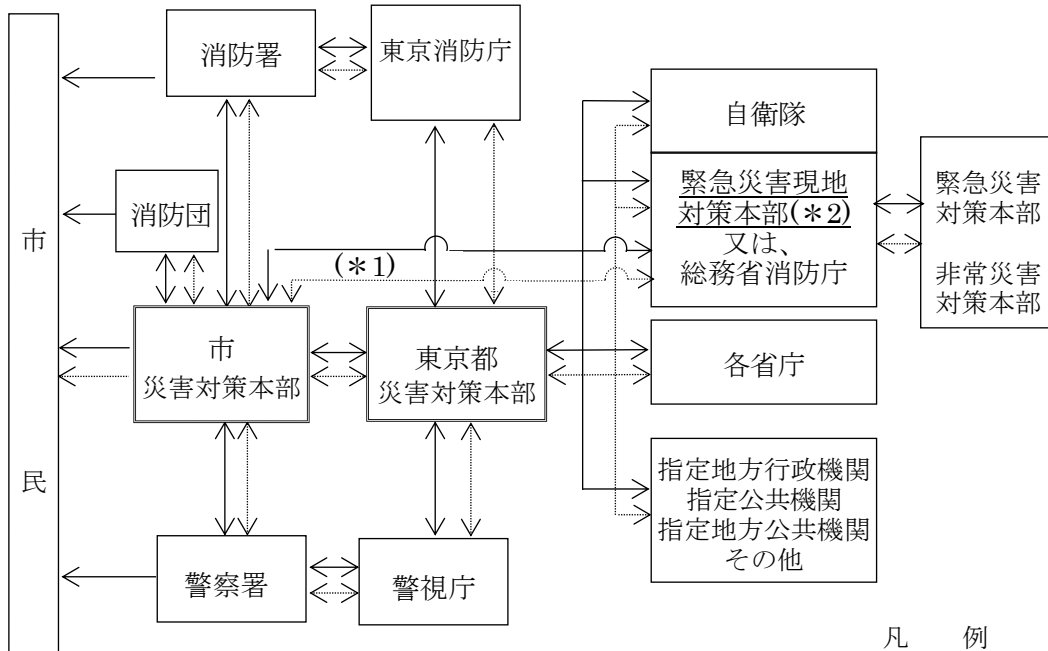 市
民
消防署
東京消防庁
消防団
自衛隊
緊急災害現地
対策本部(＊2)
又は、
総務省消防庁
緊急災害
対策本部
非常災害
対策本部
(＊1)
市
災害対策本部
東京都
災害対策本部
各省庁
指定地方行政機関
指定公共機関
指定地方公共機関
その他
警察署
警視庁
凡　例